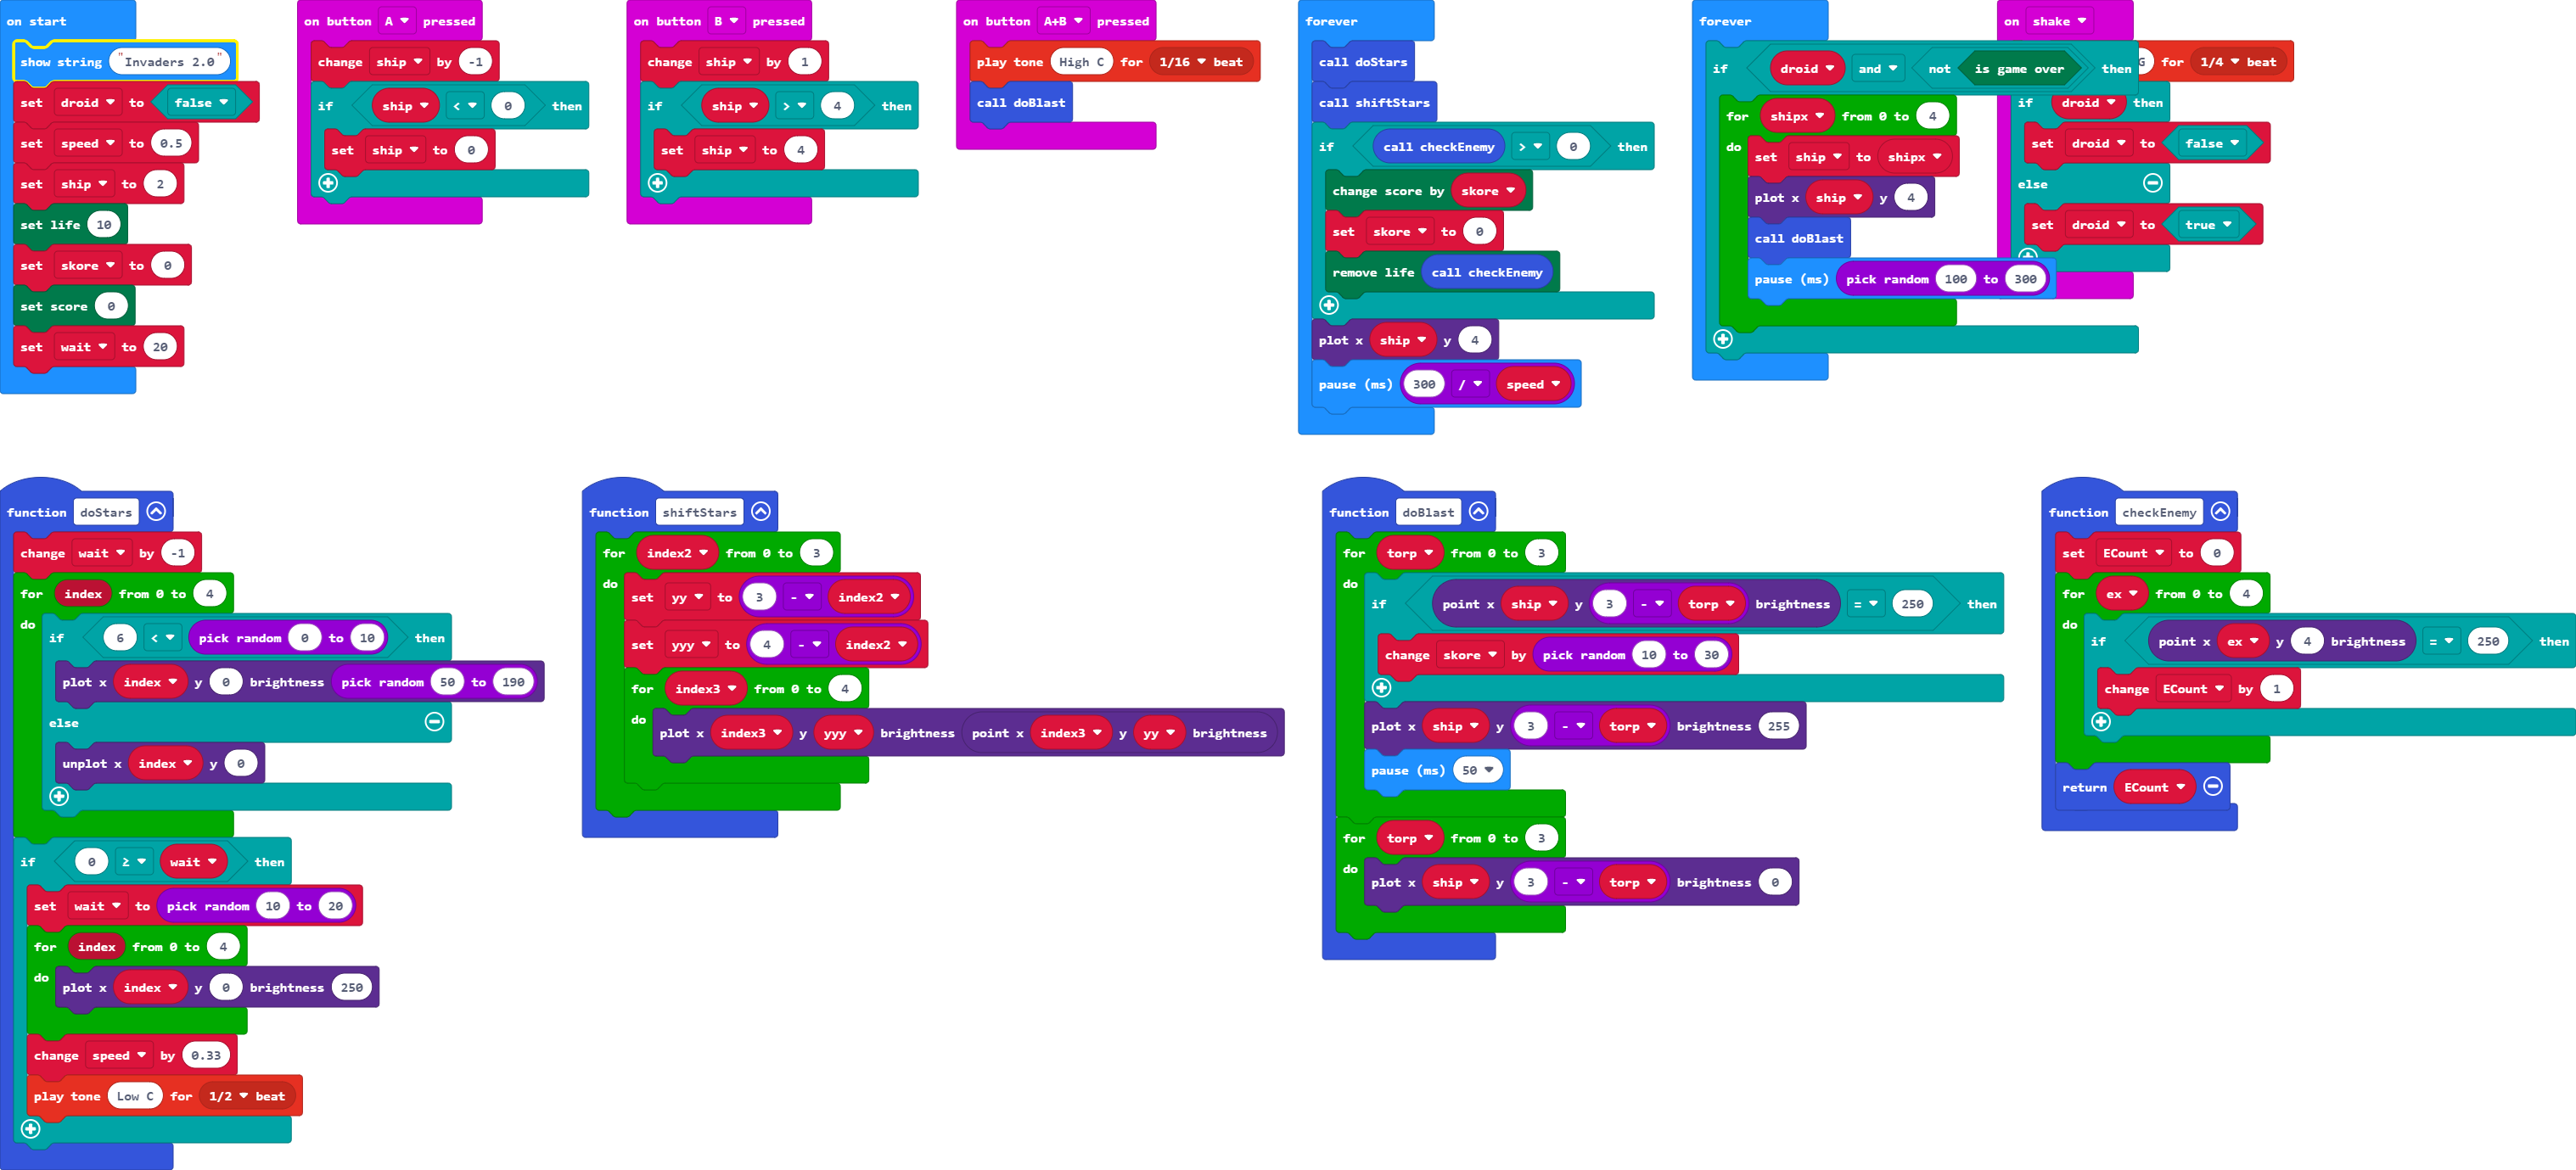 on start
show string "Invaders 2.0"
set droid to false
set speed to 0.5
set ship to 2
set life 10
set skore to 0
set score 0
set wait to 20
on button A pressed
change ship by -1
if ship < 0 then
set ship to 0
on button B pressed
change ship by 1
if ship > 4 then
set ship to 4
on button A+B pressed
play tone High C for 1/16 beat
call doBlast
forever
call doStars
call shiftStars
if call checkEnemy > 0 then
change score by skore
set skore to 0
remove life call checkEnemy
plot x ship y 4
pause (ms) 300 / speed
forever
if droid and not is game over then
for shipx from 0 to 4
do set ship to shipx
plot x ship y 4
call doBlast
pause (ms) pick random 100 to 300
on shake
G for 1/4 beat
if droid then
set droid to false
else
set droid to true
function doStars
change wait by -1
for index from 0 to 4
do if 6 < pick random 0 to 10 then
plot x index y 0 brightness pick random 50 to 190
else
unplot x index y 0
if 0 ≥ wait then
set wait to pick random 10 to 20
for index from 0 to 4
do plot x index y 0 brightness 250
change speed by 0.33
play tone Low C for 1/2 beat
function shiftStars
for index2 from 0 to 3
do set yy to 3 - index2
set yyy to 4 - index2
for index3 from 0 to 4
do plot x index3 y yyy brightness point x index3 y yy brightness
function doBlast
for torp from 0 to 3
do if point x ship y 3 - torp brightness = 250 then
change skore by pick random 10 to 30
plot x ship y 3 - torp brightness 255
pause (ms) 50
for torp from 0 to 3
do plot x ship y 3 - torp brightness 0
function checkEnemy
set ECount to 0
for ex from 0 to 4
do if point x ex y 4 brightness = 250 then
change ECount by 1
return ECount